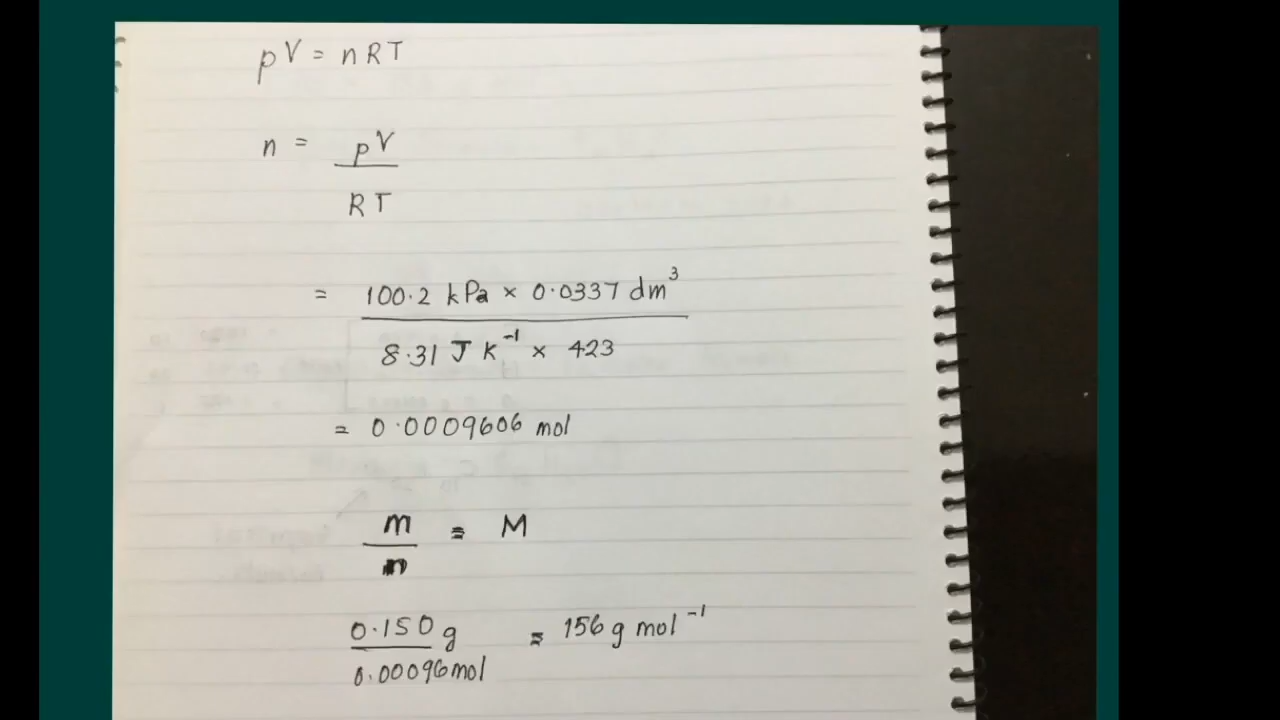 pV = nRT
n = pV
RT
= 100.2 kPa × 0.0337 dm³
8.31 J K⁻¹ × 423
= 0.0009606 mol
m = M
n
0.150 g = 156 g mol⁻¹
0.00096 mol